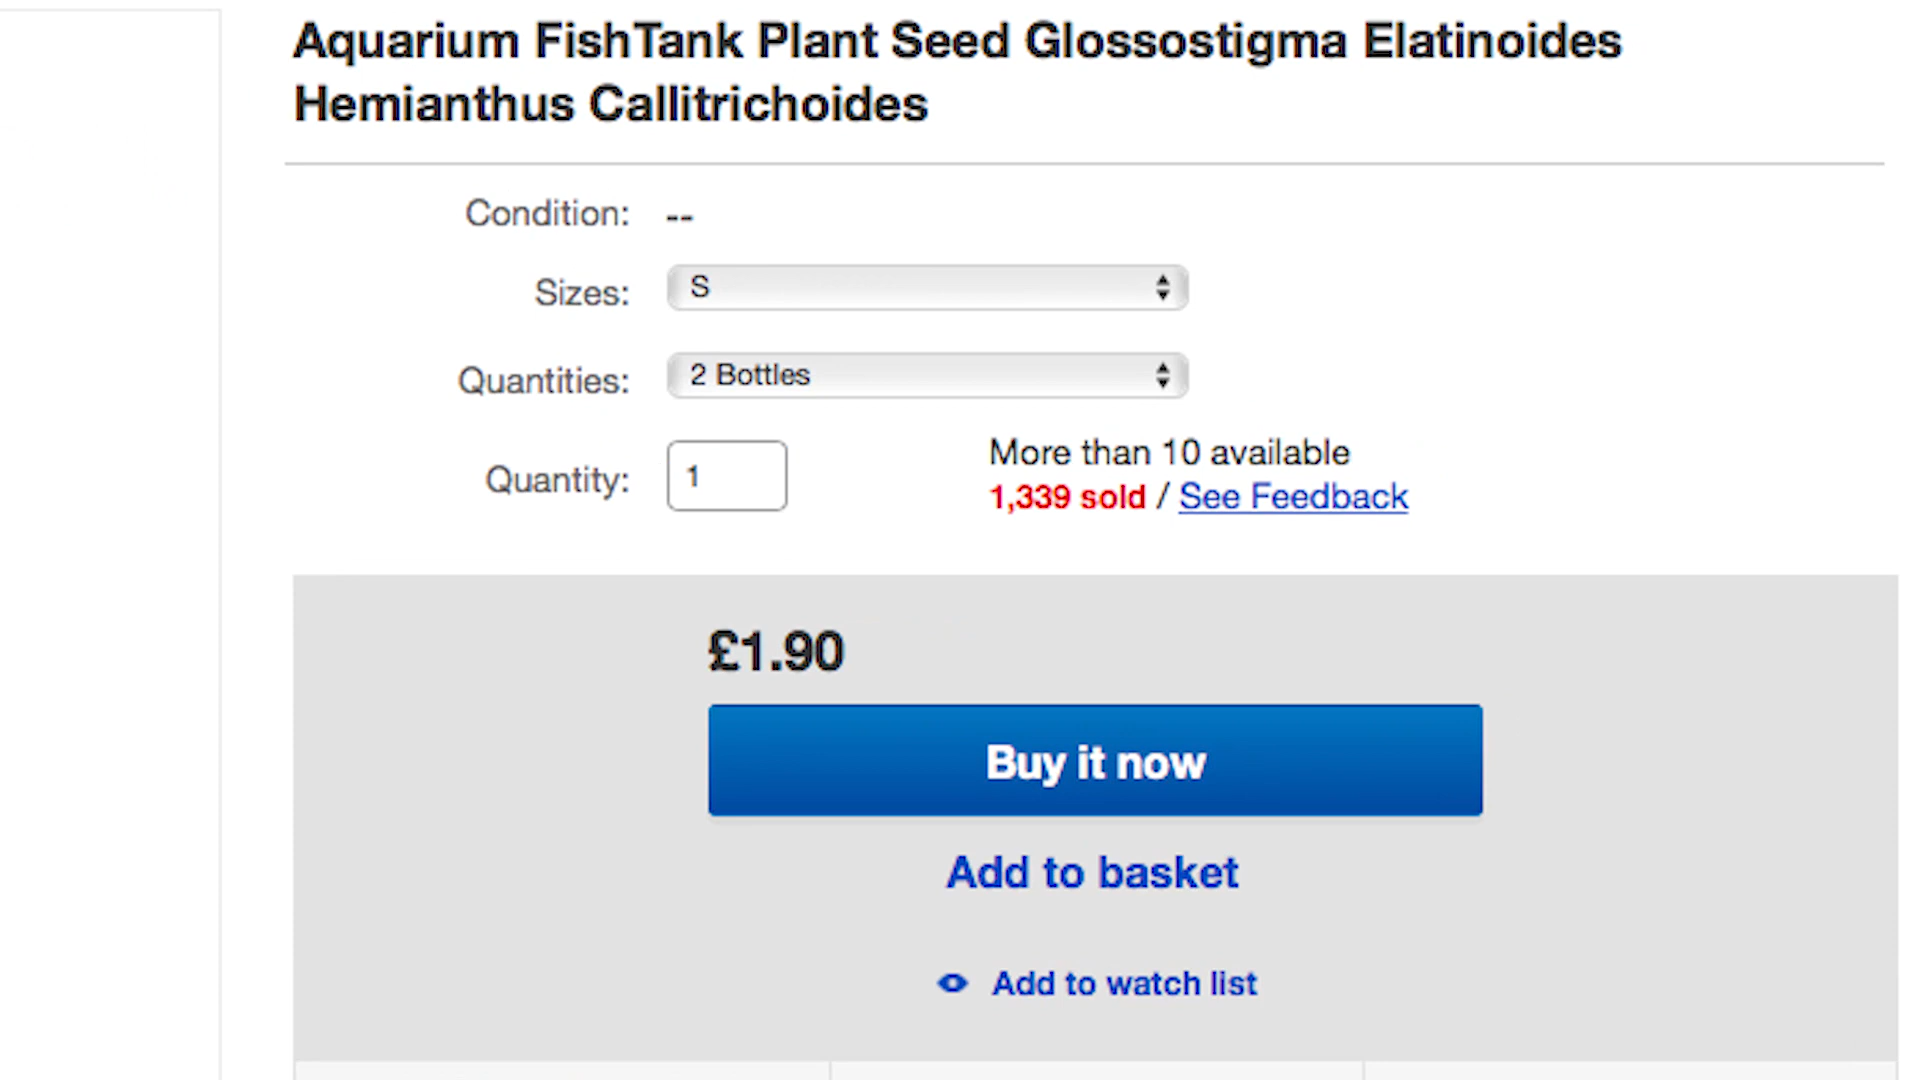 Aquarium FishTank Plant Seed Glossostigma Elatinoides
Hemianthus Callitrichoides
Condition: --
Sizes: S
Quantities: 2 Bottles
Quantity: 1
More than 10 available
1,339 sold / See Feedback
£1.90
Buy it now
Add to basket
Add to watch list